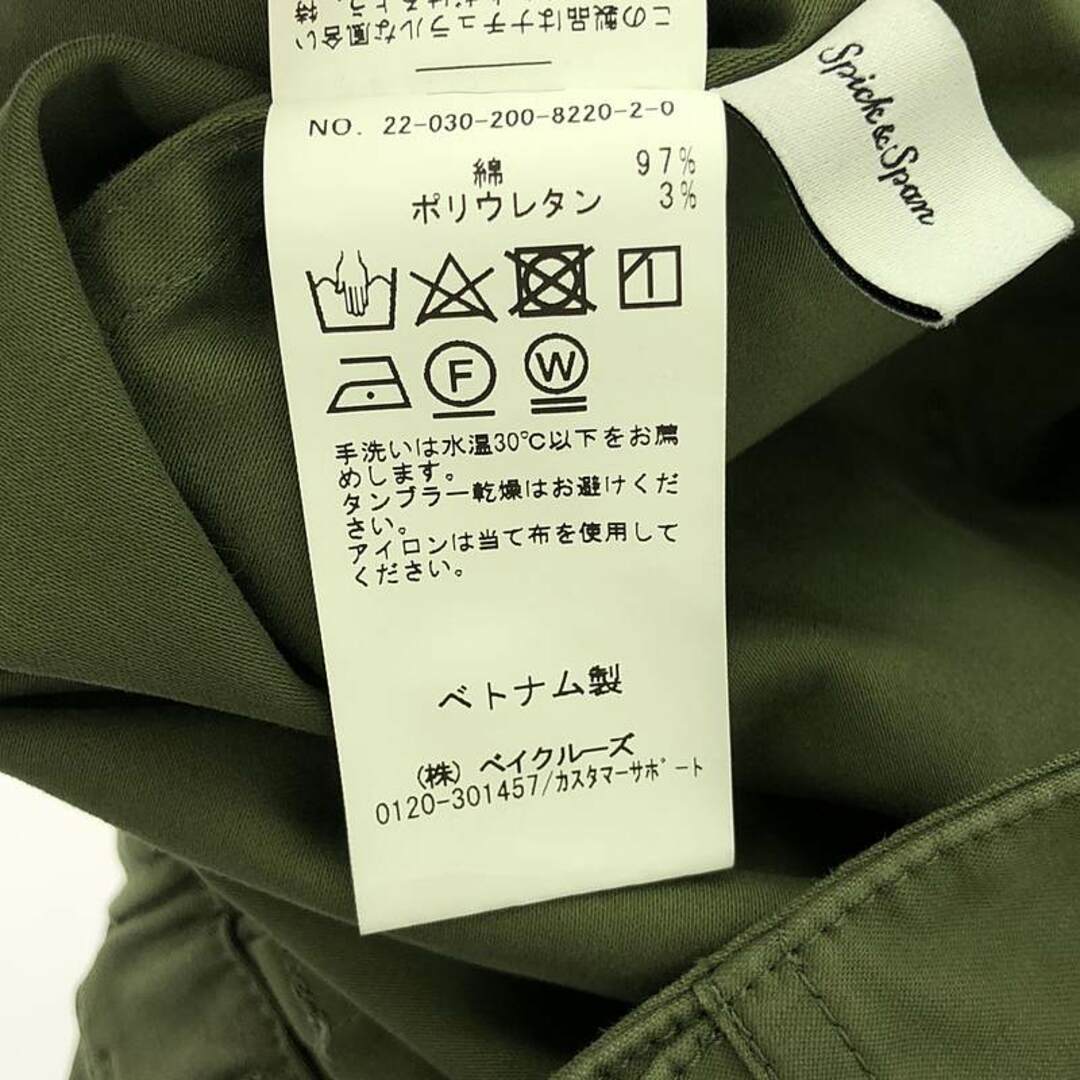 この製品はナチュラルな風合い
NO. 22-030-200-8220-2-0
綿 97%
ポリウレタン 3%
F
W
手洗いは水温30℃以下をお薦
めします。
タンブラー乾燥はお避けくだ
さい。
アイロンは当て布を使用して
ください。
ベトナム製
(株) ベイクルーズ
0120-301457/カスタマーサポート
Spick & Span